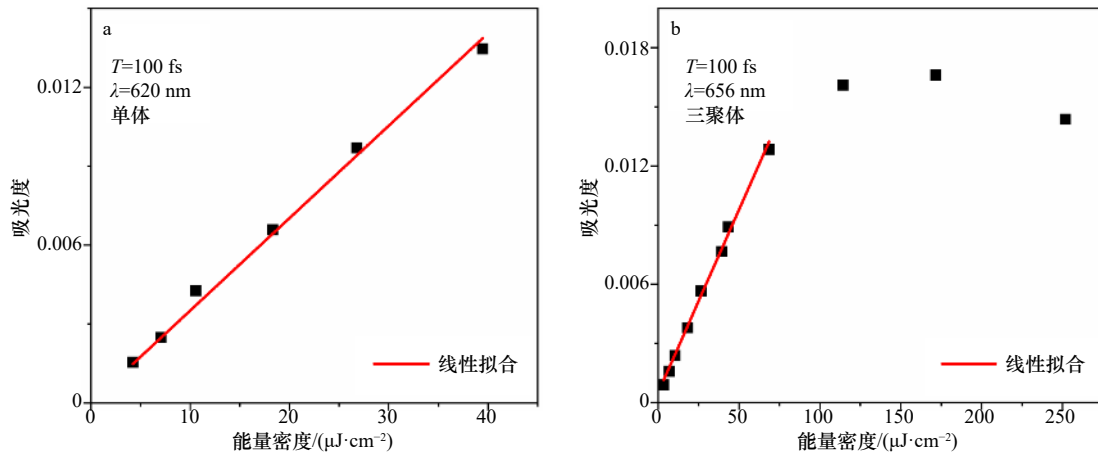 a
T=100 fs
λ=620 nm
单体
0.012
0.006
0
吸光度
0
10
20
30
40
能量密度/(μJ·cm⁻²)
线性拟合
b
T=100 fs
λ=656 nm
三聚体
0.018
0.012
0.006
0
吸光度
0
50
100
150
200
250
能量密度/(μJ·cm⁻²)
线性拟合